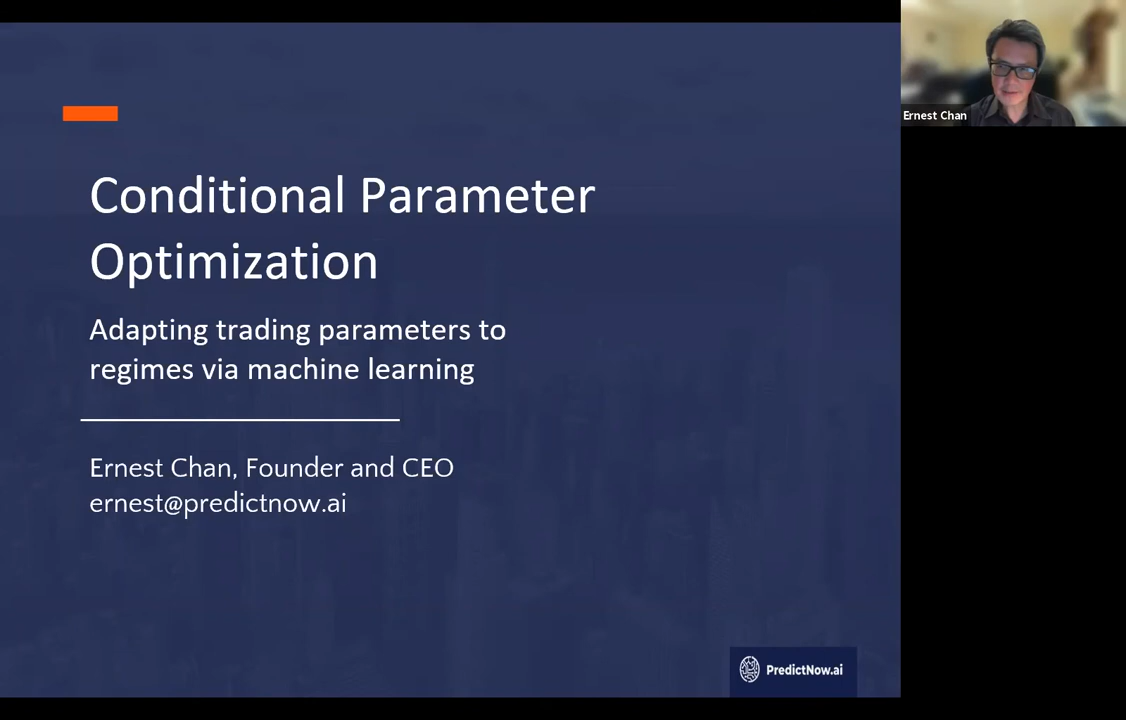 Conditional Parameter
Optimization
Adapting trading parameters to
regimes via machine learning
Ernest Chan, Founder and CEO
ernest@predictnow.ai
PredictNow.ai
Ernest Chan